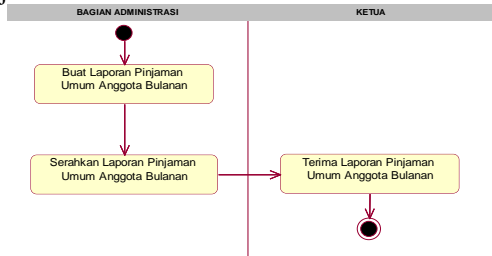 BAGIAN ADMINISTRASI
KETUA
Buat Laporan Pinjaman
Umum Anggota Bulanan
Serahkan Laporan Pinjaman
Umum Anggota Bulanan
Terima Laporan Pinjaman
Umum Anggota Bulanan